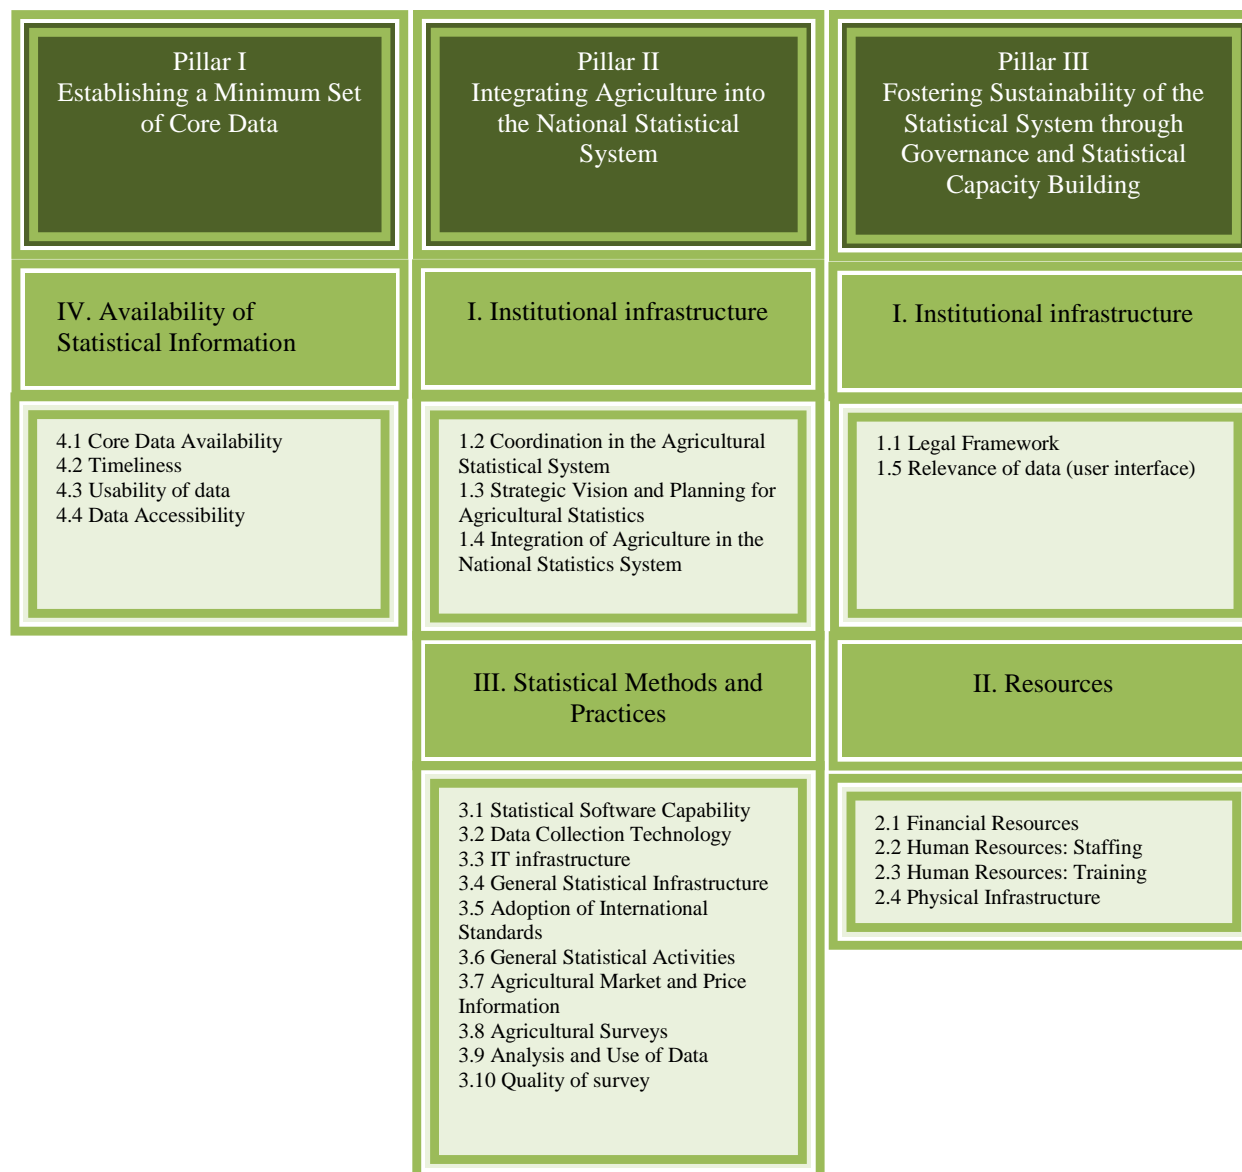 Pillar I
Establishing a Minimum Set
of Core Data
Pillar II
Integrating Agriculture into
the National Statistical
System
Pillar III
Fostering Sustainability of the
Statistical System through
Governance and Statistical
Capacity Building
IV. Availability of
Statistical Information
I. Institutional infrastructure
I. Institutional infrastructure
4.1 Core Data Availability
4.2 Timeliness
4.3 Usability of data
4.4 Data Accessibility
1.2 Coordination in the Agricultural
Statistical System
1.3 Strategic Vision and Planning for
Agricultural Statistics
1.4 Integration of Agriculture in the
National Statistics System
1.1 Legal Framework
1.5 Relevance of data (user interface)
III. Statistical Methods and
Practices
II. Resources
3.1 Statistical Software Capability
3.2 Data Collection Technology
3.3 IT infrastructure
3.4 General Statistical Infrastructure
3.5 Adoption of International
Standards
3.6 General Statistical Activities
3.7 Agricultural Market and Price
Information
3.8 Agricultural Surveys
3.9 Analysis and Use of Data
3.10 Quality of survey
2.1 Financial Resources
2.2 Human Resources: Staffing
2.3 Human Resources: Training
2.4 Physical Infrastructure